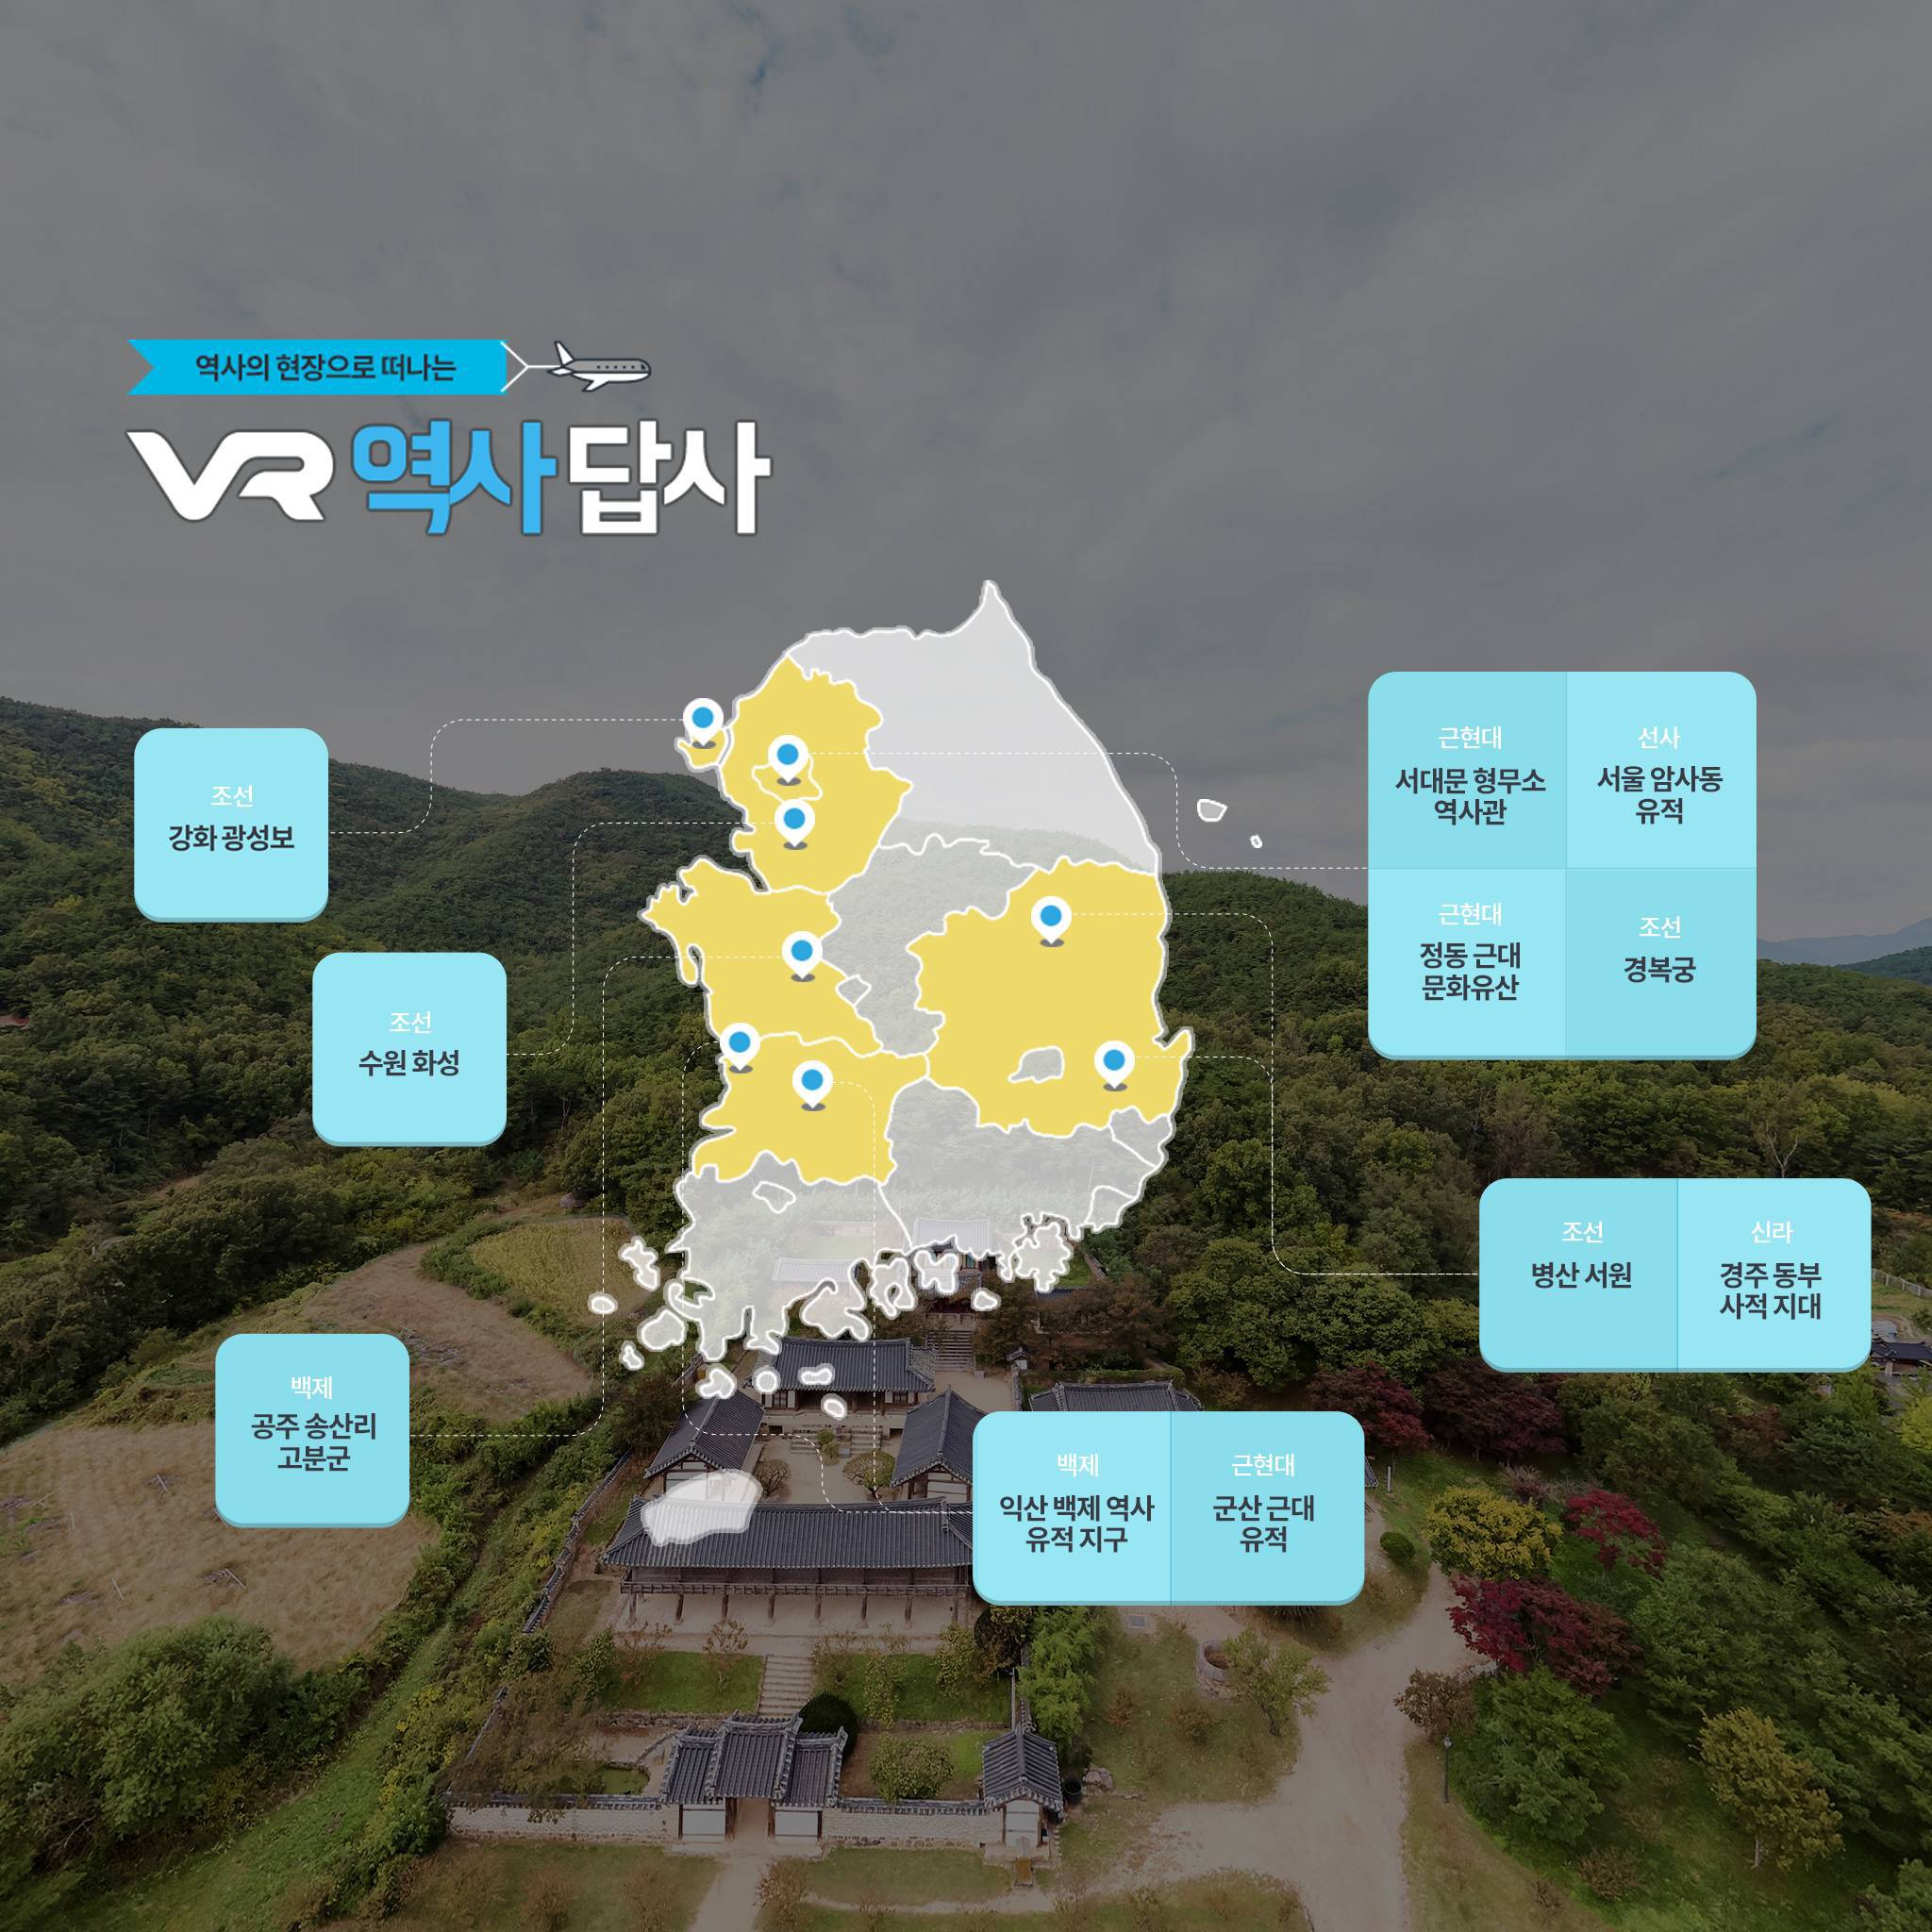 역사의 현장으로 떠나는
VR 역사 답사
조선
강화 광성보
조선
수원 화성
백제
공주 송산리
고분군
근현대
서대문 형무소
역사관
선사
서울 암사동
유적
근현대
정동 근대
문화유산
조선
경복궁
조선
병산 서원
신라
경주 동부
사적 지대
백제
익산 백제 역사
유적 지구
근현대
군산 근대
유적